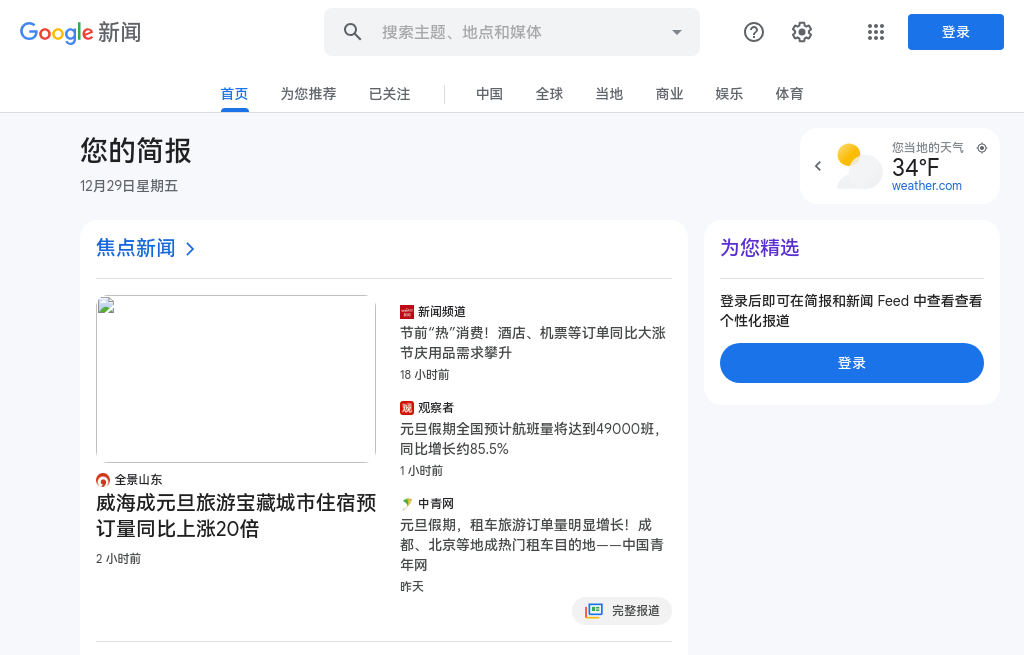 Google 新闻
搜索主题、地点和媒体
登录
首页
为您推荐
已关注
中国
全球
当地
商业
娱乐
体育
您的简报
12月29日星期五
您当地的天气
34°F
weather.com
焦点新闻
全景山东
威海成元旦旅游宝藏城市住宿预
订量同比上涨20倍
2 小时前
新闻频道
节前“热”消费！酒店、机票等订单同比大涨
节庆用品需求攀升
18 小时前
观察者
元旦假期全国预计航班量将达到49000班，
同比增长约85.5%
1 小时前
中青网
元旦假期，租车旅游订单量明显增长！成
都、北京等地成热门租车目的地——中国青
年网
昨天
完整报道
为您精选
登录后即可在简报和新闻 Feed 中查看查看
个性化报道
登录